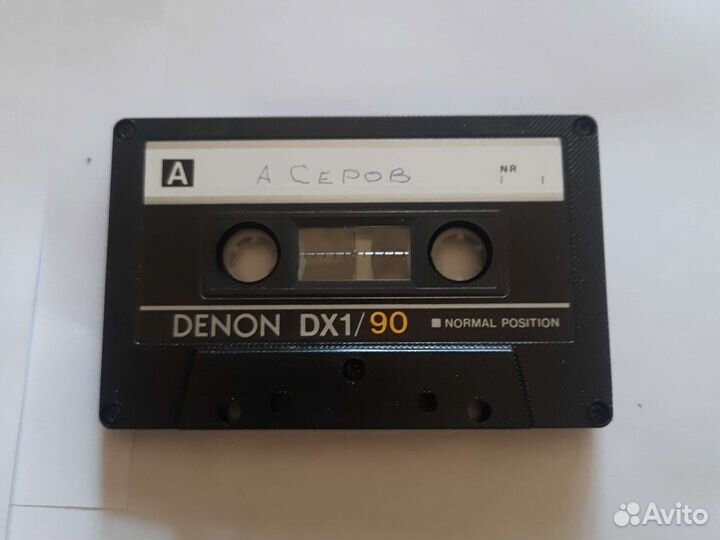 A А СЕРОВ NR
DENON DX1/90 NORMAL POSITION
Avito